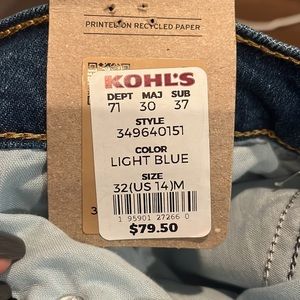 PRINTED ON RECYCLED PAPER
KOHL'S
DEPT MAJ SUB
71 30 37
STYLE
349640151
COLOR
LIGHT BLUE
SIZE
32(US 14)M
1 95901 27266 0
$79.50
3